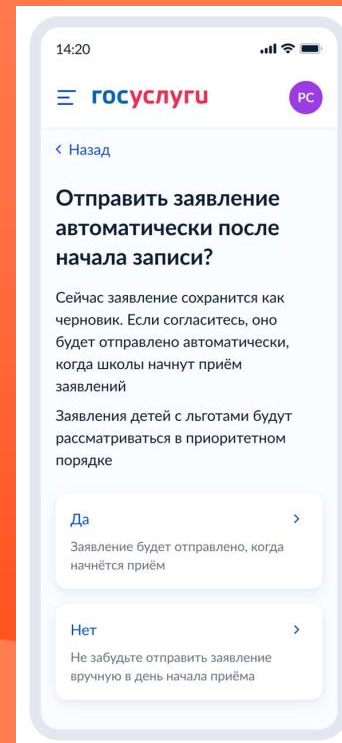 14:20
госуслуги
РС
Назад
Отправить заявление
автоматически после
начала записи?
Сейчас заявление сохранится как
черновик. Если согласитесь, оно
будет отправлено автоматически,
когда школы начнут приём
заявлений
Заявления детей с льготами будут
рассматриваться в приоритетном
порядке
Да
Заявление будет отправлено, когда
начнётся приём
Нет
Не забудьте отправить заявление
вручную в день начала приёма